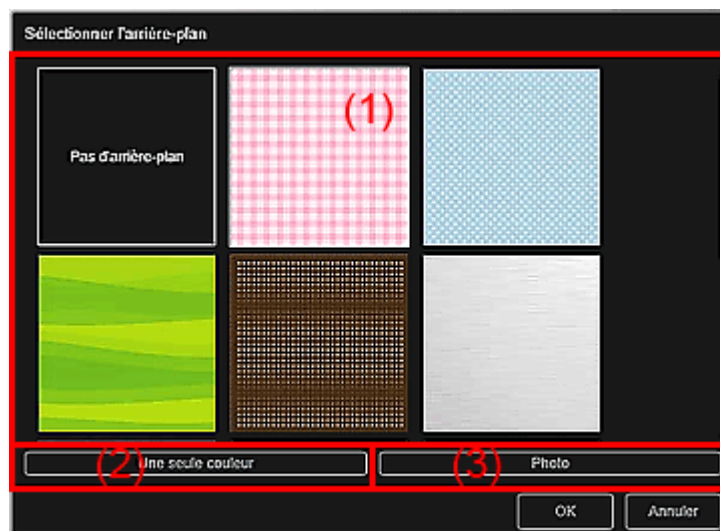 Sélectionner l'arrière-plan
(1)
Pas d'arrière-plan
(2) Une seule couleur
(3) Photo
OK
Annuler